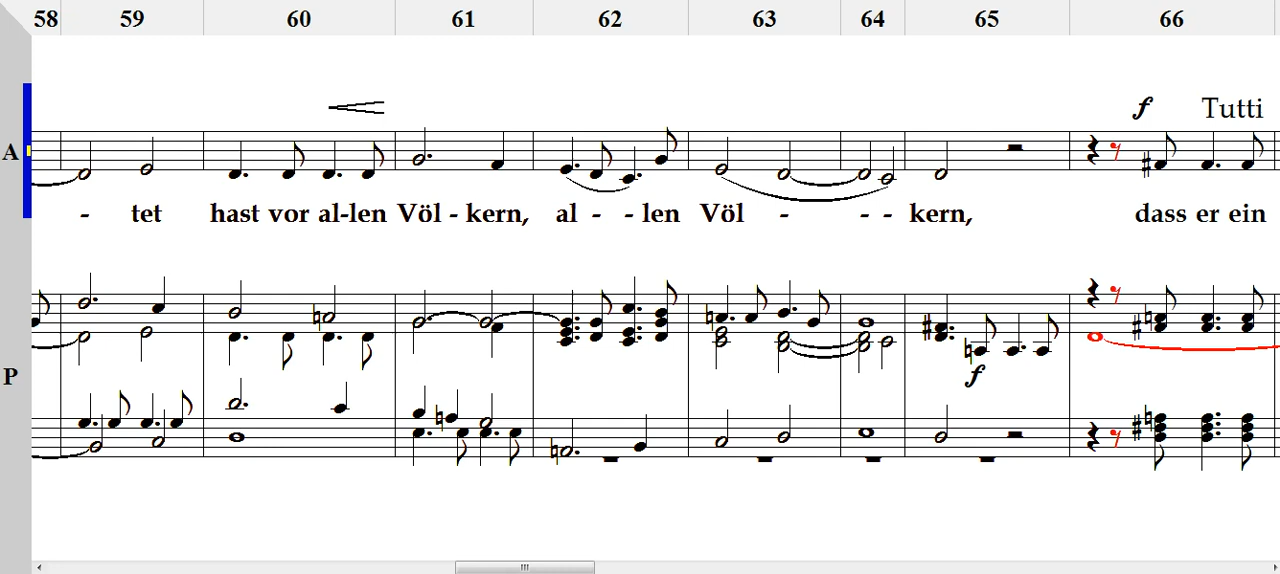 58 59 60 61 62 63 64 65 66
f Tutti
A
- tet hast vor al-len Völ - kern, al - - len Völ - - - kern, dass er ein
P
f